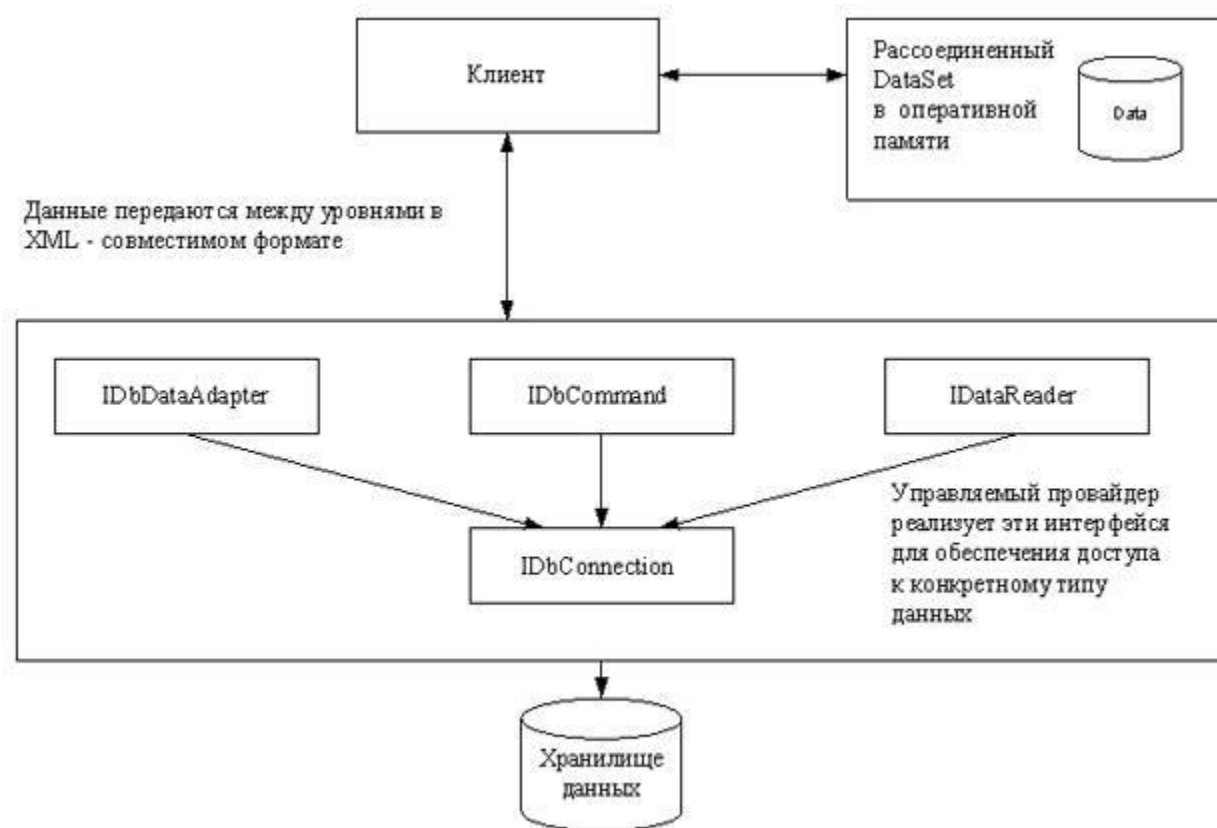 Клиент
Рассоединенный
DataSet
в оперативной
памяти
Data
Данные передаются между уровнями в
XML - совместимом формате
IDbDataAdapter
IDbCommand
IDataReader
Управляемый провайдер
реализует эти интерфейся
для обеспечения доступа
к конкретному типу
данных
IDbConnection
Хранилище
данных